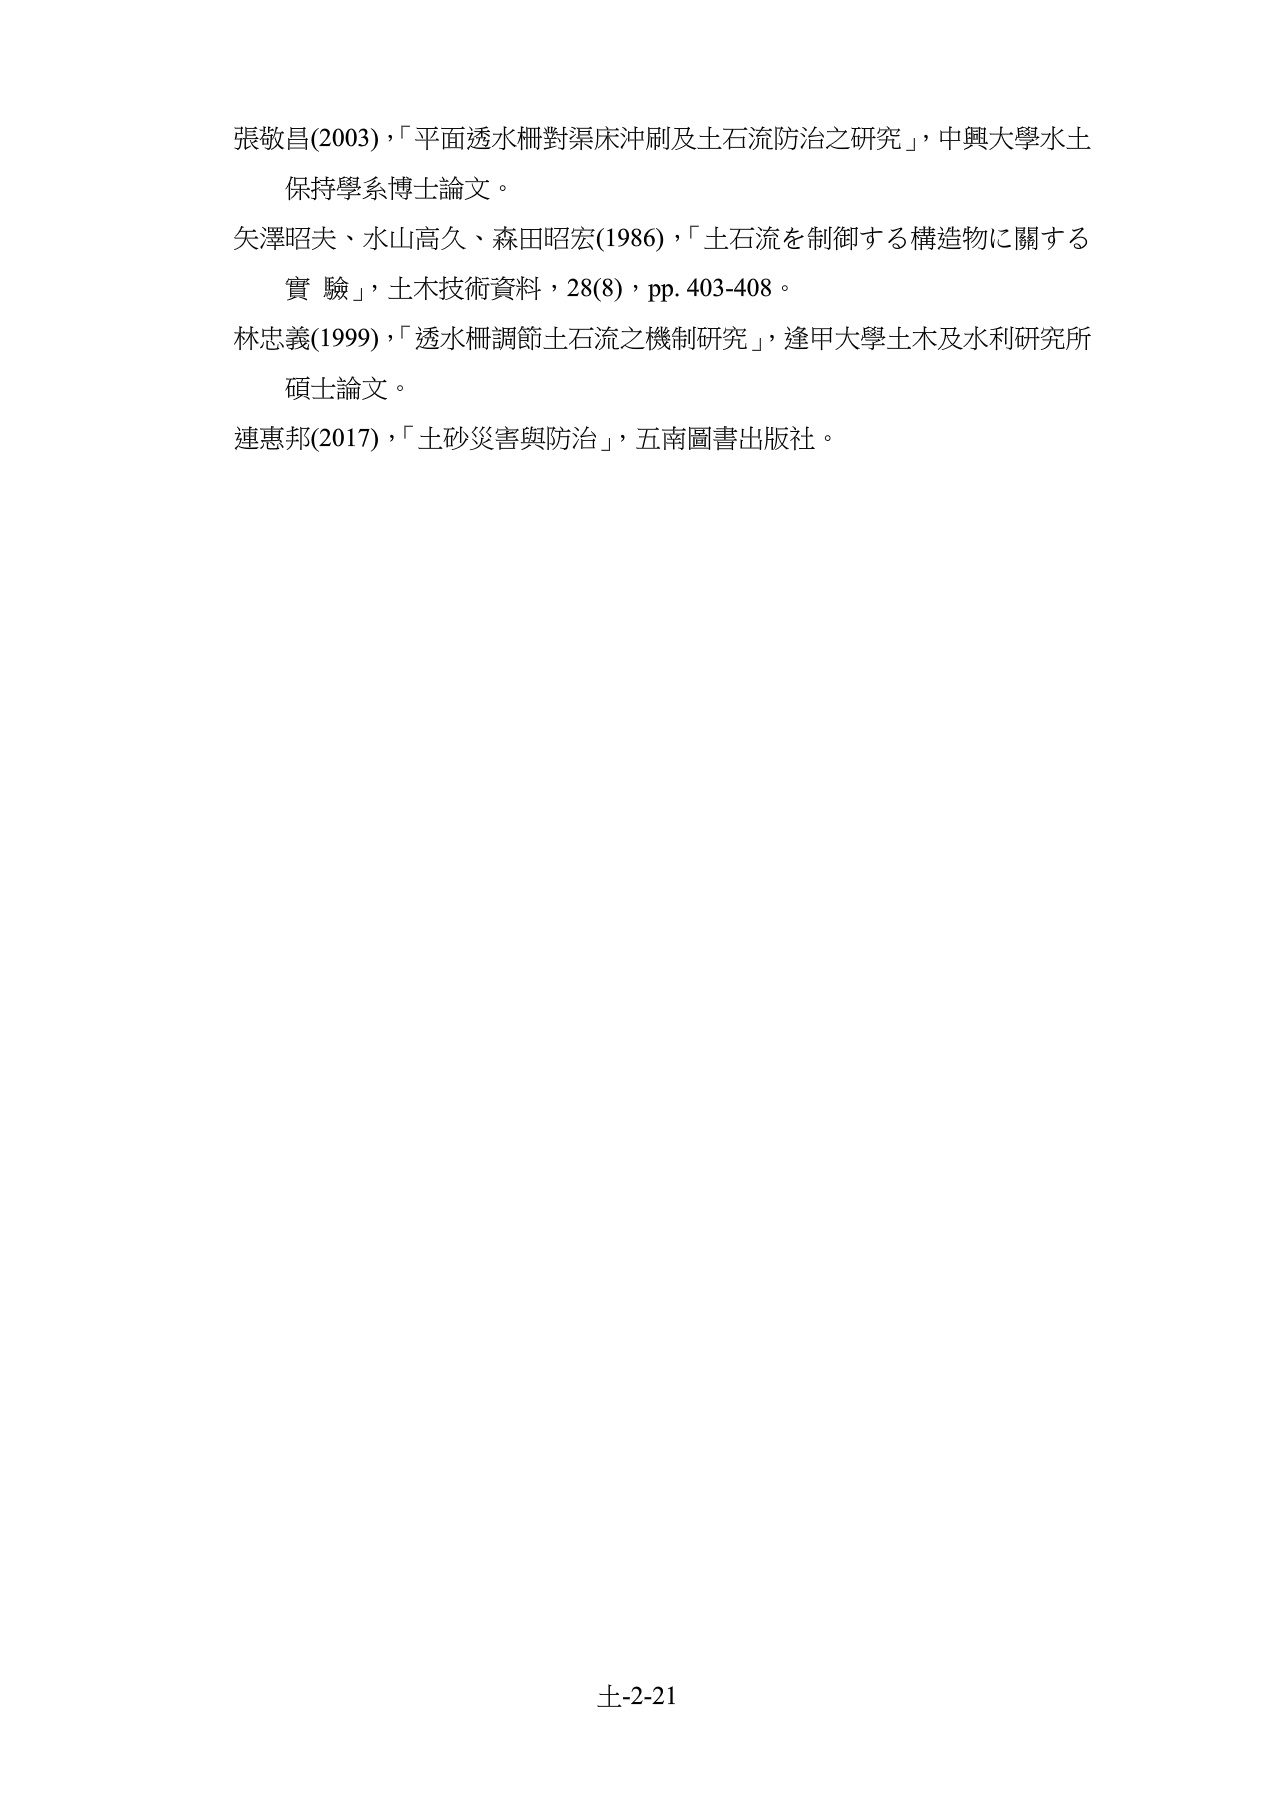 張敬昌(2003)，「平面透水柵對渠床沖刷及土石流防治之研究」，中興大學水土
保持學系博士論文。
矢澤昭夫、水山高久、森田昭宏(1986)，「土石流を制御する構造物に關する
實 驗」，土木技術資料，28(8)，pp. 403-408。
林忠義(1999)，「透水柵調節土石流之機制研究」，逢甲大學土木及水利研究所
碩士論文。
連惠邦(2017)，「土砂災害與防治」，五南圖書出版社。
土-2-21